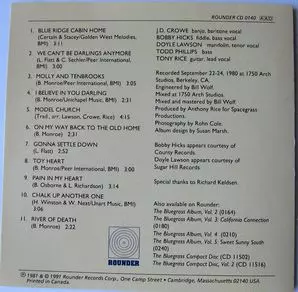 ROUNDER CD 0140 AAD
1. BLUE RIDGE CABIN HOME
(Certain & Stacey/Golden West Melodies,
BMI) 3:11
2. WE CAN'T BE DARLINGS ANYMORE
(L. Flatt & C. Sechler/Peer International,
BMI) 3:00
3. MOLLY AND TENBROOKS
(B. Monroe/Peer International, BMI) 3:05
4. I BELIEVE IN YOU DARLING
(B. Monroe/Unichappl Music, BMI) 2:31
5. MODEL CHURCH
(Trad., arr. Lawson, Crowe, Rice) 4:15
6. ON MY WAY BACK TO THE OLD HOME
(B. Monroe) 2:31
7. GONNA SETTLE DOWN
(L. Flatt) 2:52
8. TOY HEART
(B. Monroe/Peer International, BMI) 3:00
9. PAIN IN MY HEART
(B. Osborne & L. Richardson) 3:14
10. CHALK UP ANOTHER ONE
(H. Winston & W. Neat/Unart Music, BMI)
3:06
11. RIVER OF DEATH
(B. Monroe) 2:22
J.D. CROWE banjo, baritone vocal
BOBBY HICKS fiddle, bass vocal
DOYLE LAWSON mandolin, tenor vocal
TODD PHILLIPS bass
TONY RICE guitar, lead vocal
Recorded September 22-24, 1980 at 1750 Arch
Studios, Berkeley, CA.
Engineered by Bill Wolf
Mixed at 1750 Arch Studios
Mixed and mastered by Bill Wolf.
Produced by Anthony Rice for Spacegrass
Productions.
Photography by Rohn Cole.
Album design by Susan Marsh.
Bobby Hicks appears courtesy of
County Records
Doyle Lawson appears courtesy of
Sugar Hill Records
Special thanks to Richard Keldsen.
Also available on Rounder:
The Bluegrass Album, Vol. 2 (0164)
The Bluegrass Album, Vol. 3: California Connection
(0180)
The Bluegrass Album, Vol. 4 (0210)
The Bluegrass Album, Vol. 5: Sweet Sunny South
(0240)
The Bluegrass Compact Disc (CD 11502)
The Bluegrass Compact Disc, Vol. 2 (CD 11516)
ROUNDER
℗ 1981 & © 1991 Rounder Records Corp., One Camp Street • Cambridge, Massachusetts 02140 USA
Printed in Canada.